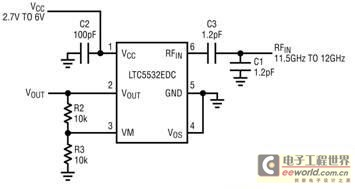 VCC
2.7V TO 6V
C2
100pF
C3
1.2pF
LTC5532EDC
1
VCC
RFIN
6
RFIN
11.5GHz TO 12GHz
C1
1.2pF
VOUT
2
VOUT
GND
5
R2
10k
3
VM
VOS
4
R3
10k
电子工程世界
eeworld.com.cn